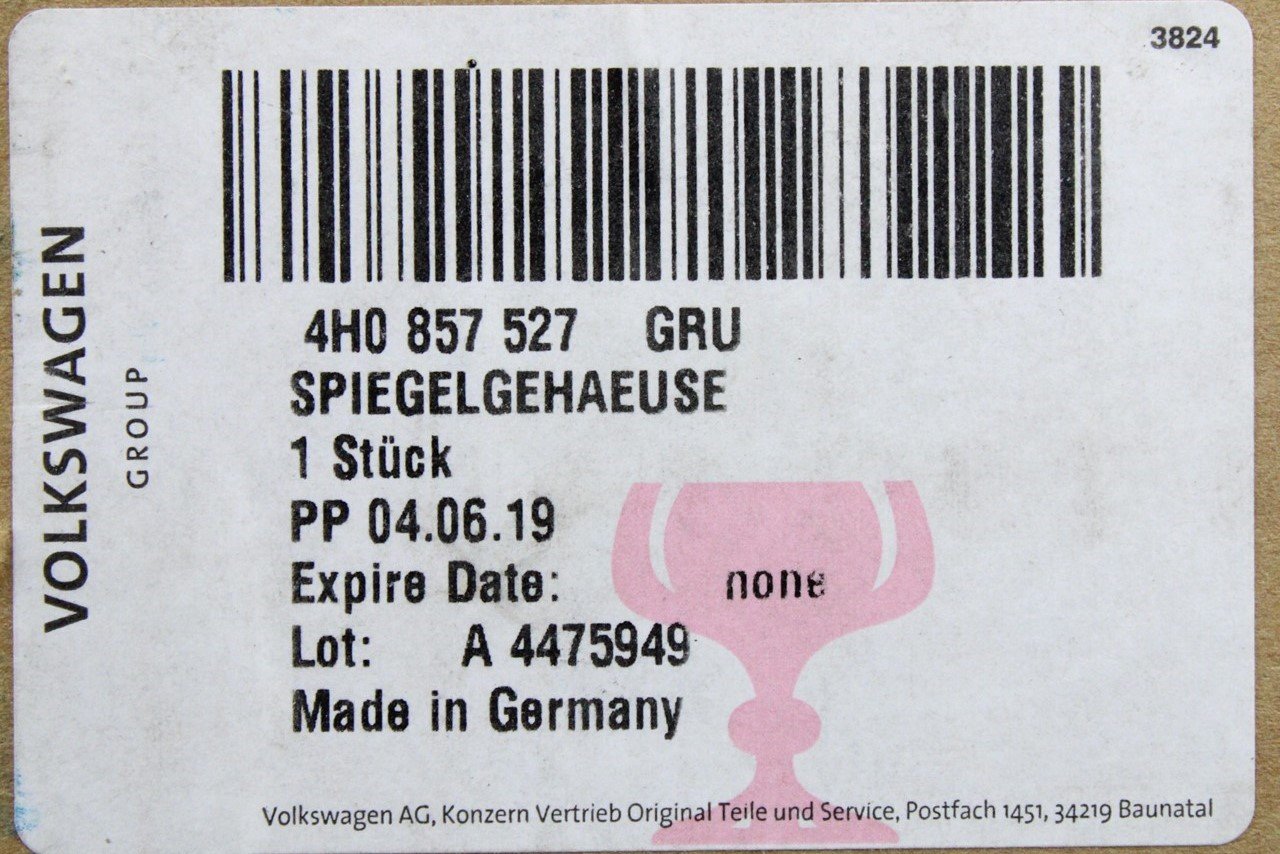 3824
VOLKSWAGEN
GROUP
4H0 857 527 GRU
SPIEGELGEHAEUSE
1 Stück
PP 04.06.19
Expire Date: none
Lot: A 4475949
Made in Germany
Volkswagen AG, Konzern Vertrieb Original Teile und Service, Postfach 1451, 34219 Baunatal